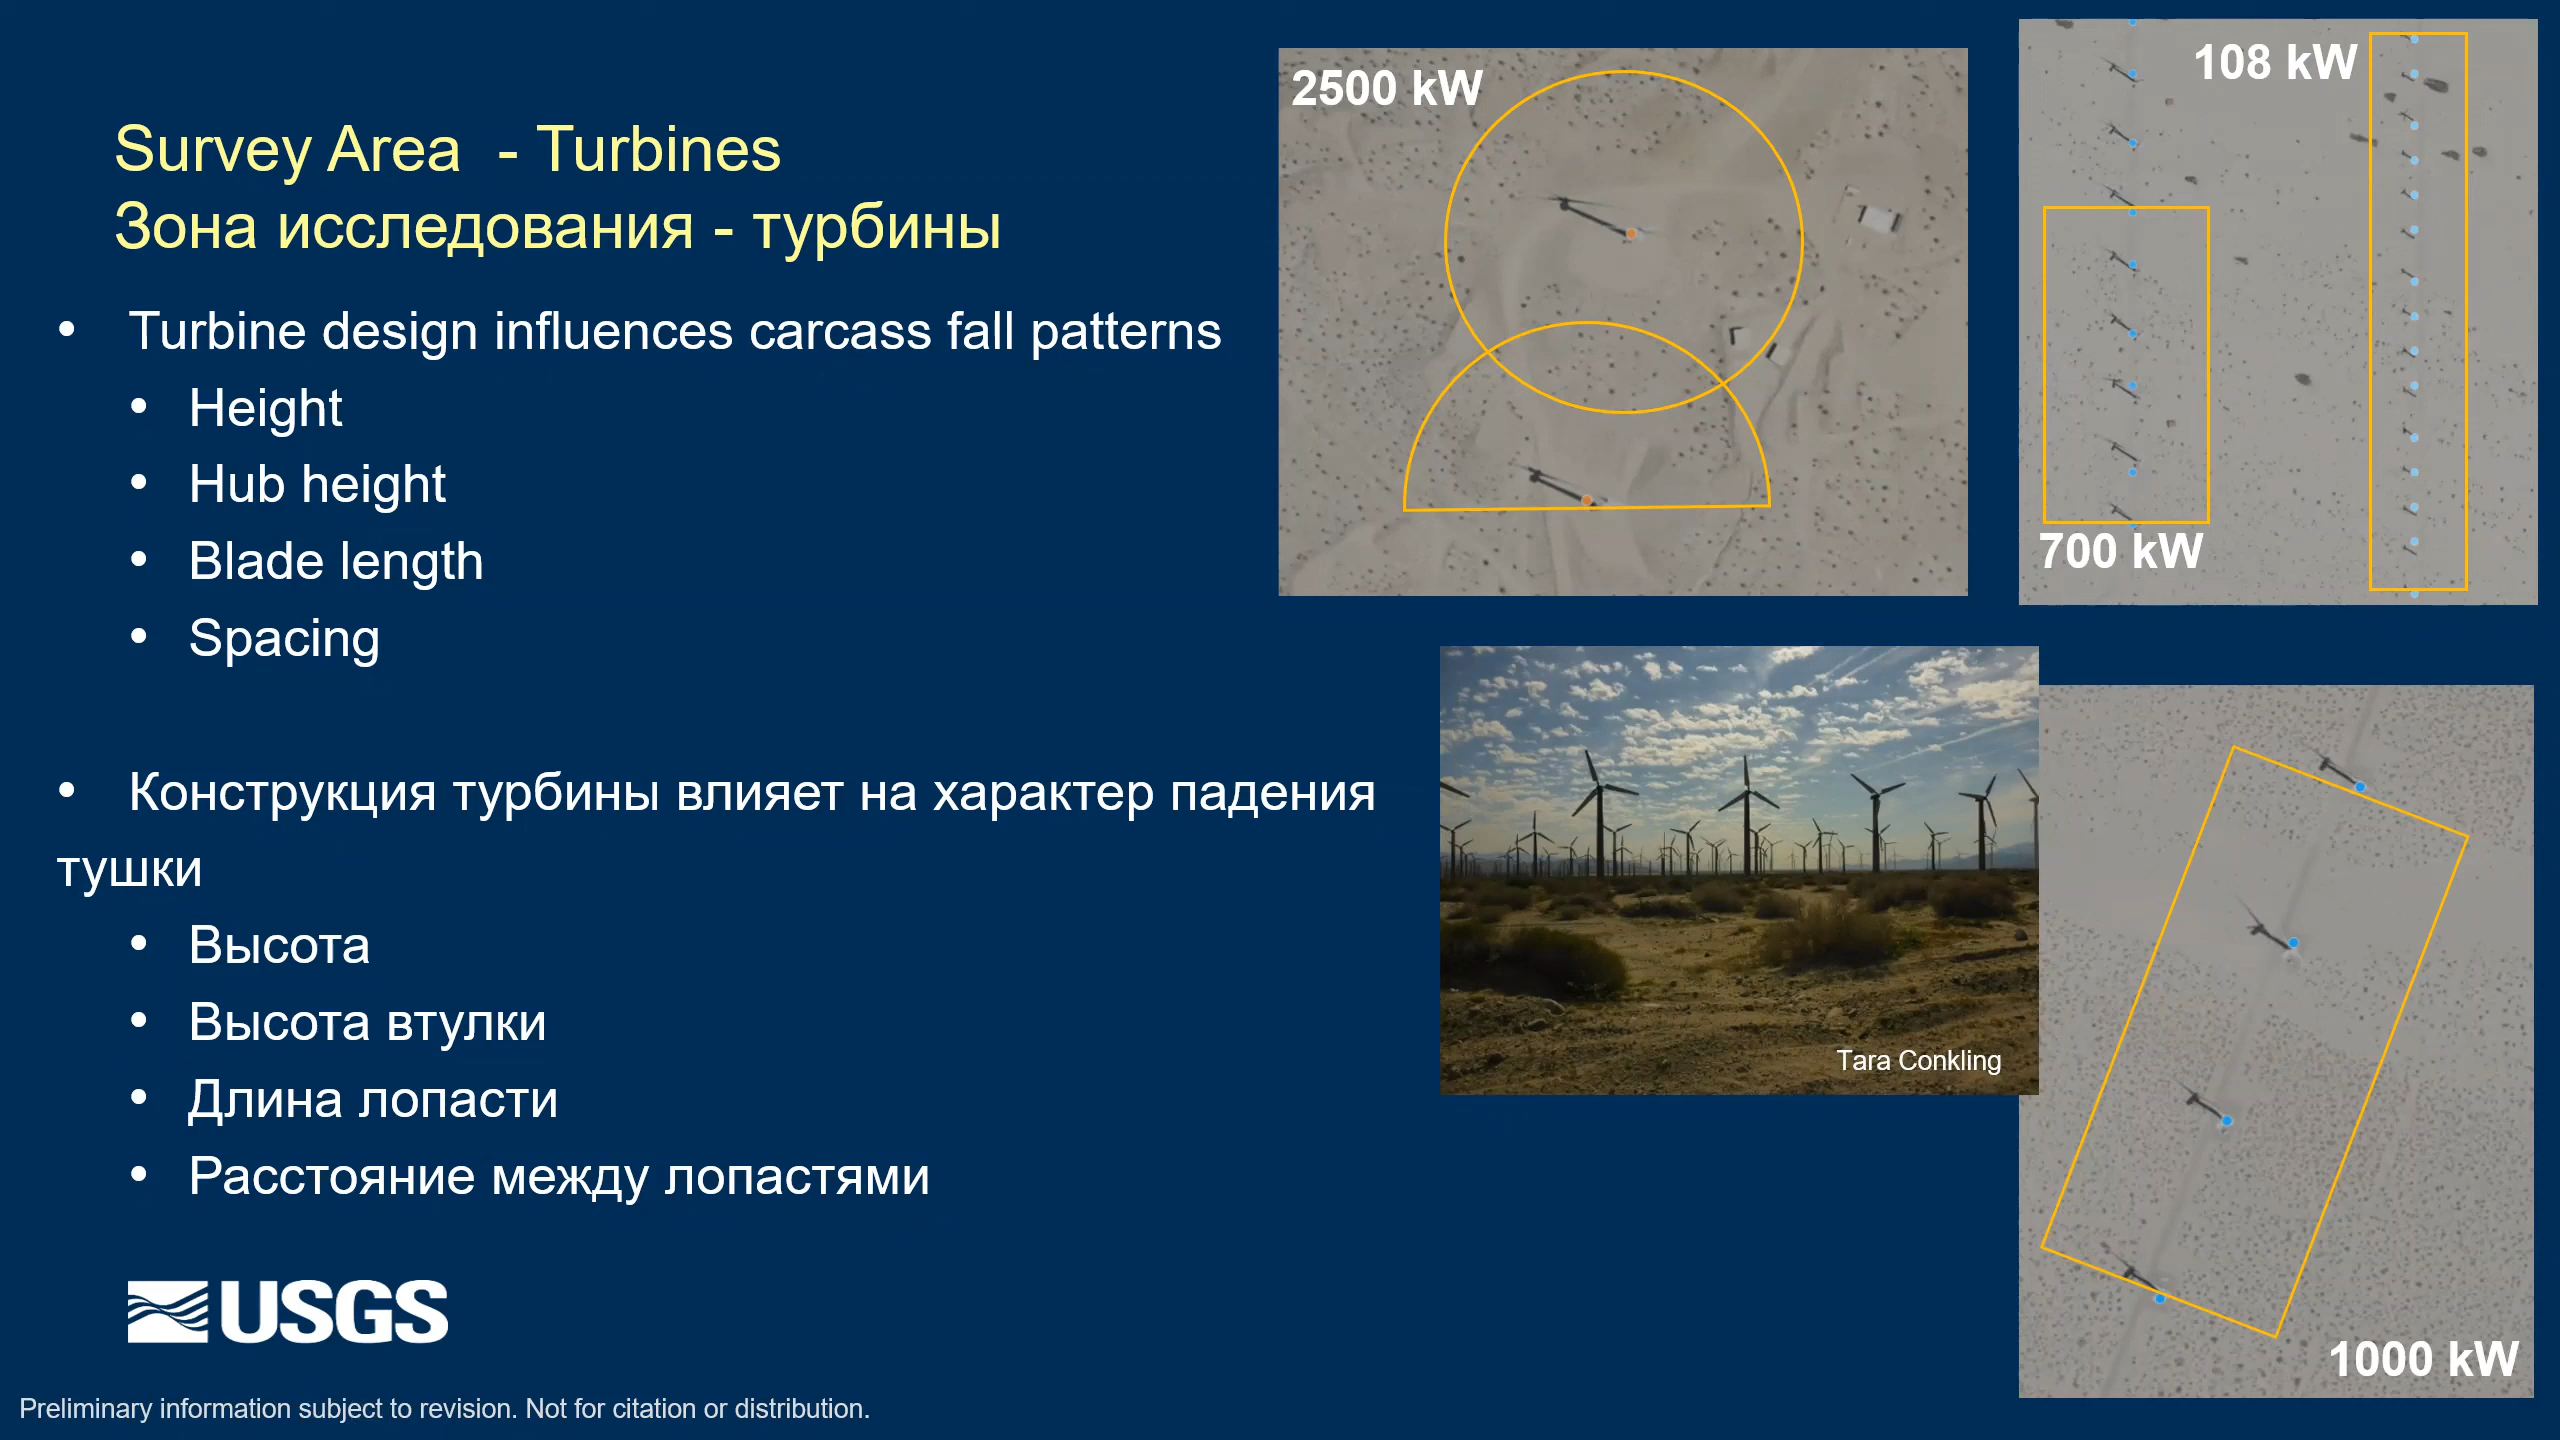 Survey Area  - Turbines
Зона исследования - турбины
• Turbine design influences carcass fall patterns
• Height
• Hub height
• Blade length
• Spacing
• Конструкция турбины влияет на характер падения
тушки
• Высота
• Высота втулки
• Длина лопасти
• Расстояние между лопастями
USGS
Preliminary information subject to revision. Not for citation or distribution.
2500 kW
108 kW
700 kW
Tara Conkling
1000 kW